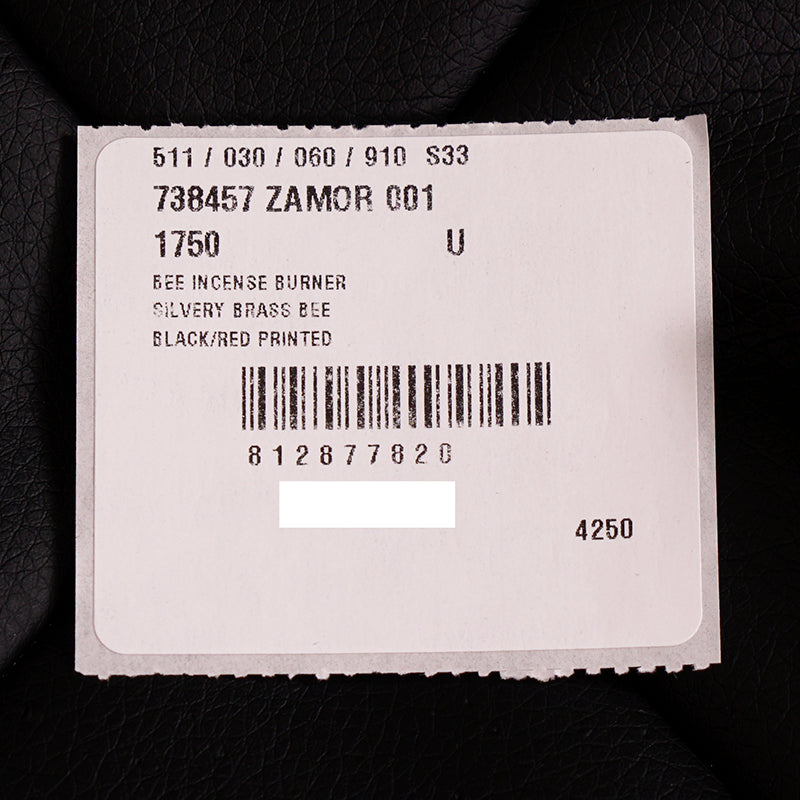 511 / 030 / 060 / 910 S33
738457 ZAMOR 001
1750 U
BEE INCENSE BURNER
SILVERY BRASS BEE
BLACK/RED PRINTED
812877820
4250